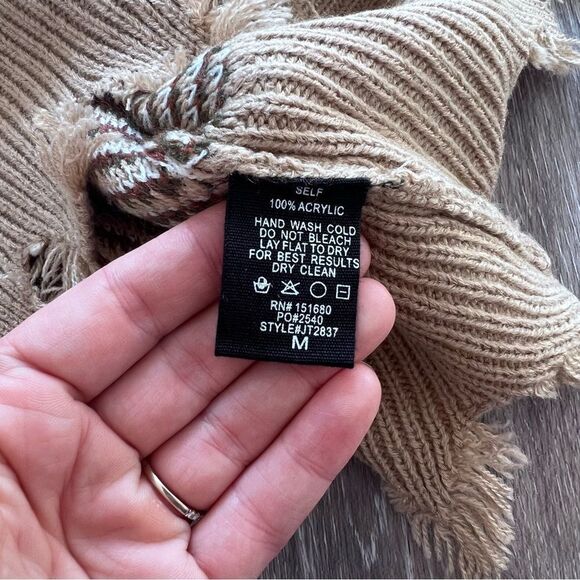 SELF
100% ACRYLIC
HAND WASH COLD
DO NOT BLEACH
LAY FLAT TO DRY
FOR BEST RESULTS
DRY CLEAN
RN# 151680
PO#2540
STYLE#JT2837
M